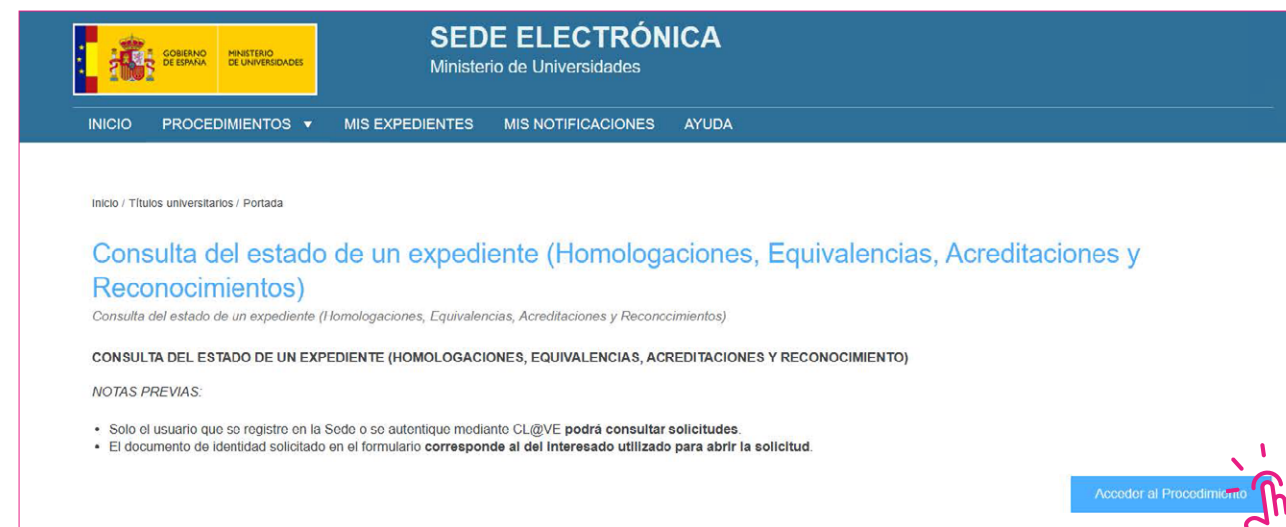 GOBIERNO DE ESPAÑA
MINISTERIO DE UNIVERSIDADES
SEDE ELECTRÓNICA
Ministerio de Universidades
INICIO PROCEDIMIENTOS MIS EXPEDIENTES MIS NOTIFICACIONES AYUDA
Inicio / Títulos universitarios / Portada
Consulta del estado de un expediente (Homologaciones, Equivalencias, Acreditaciones y
Reconocimientos)
Consulta del estado de un expediente (Homologaciones, Equivalencias, Acreditaciones y Reconocimientos)
CONSULTA DEL ESTADO DE UN EXPEDIENTE (HOMOLOGACIONES, EQUIVALENCIAS, ACREDITACIONES Y RECONOCIMIENTO)
NOTAS PREVIAS:
• Solo el usuario que se registre en la Sede o se autentique mediante CL@VE podrá consultar solicitudes.
• El documento de identidad solicitado en el formulario corresponde al del interesado utilizado para abrir la solicitud.
Acceder al Procedimiento